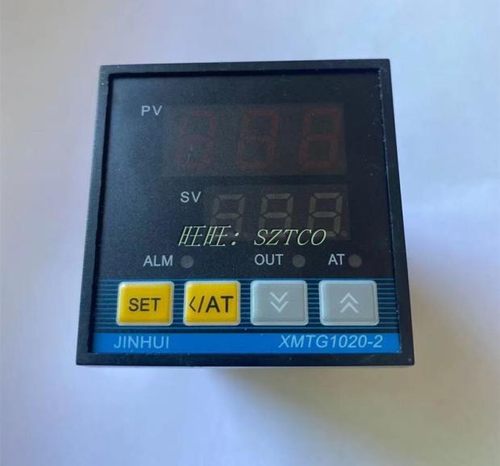 PV
SV
旺旺: SZTCO
ALM OUT AT
SET </AT
JINHUI XMTG1020-2